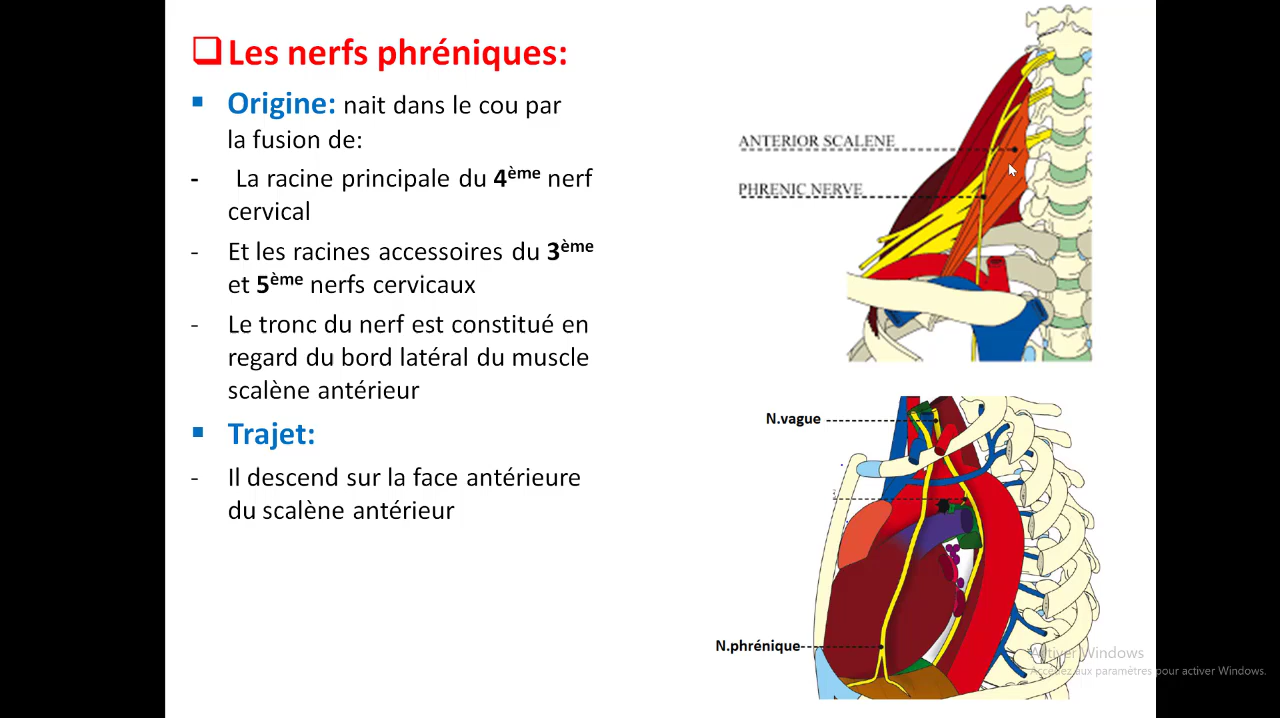 Les nerfs phréniques:
Origine: nait dans le cou par
la fusion de:
- La racine principale du 4ème nerf
cervical
- Et les racines accessoires du 3ème
et 5ème nerfs cervicaux
- Le tronc du nerf est constitué en
regard du bord latéral du muscle
scalène antérieur
Trajet:
- Il descend sur la face antérieure
du scalène antérieur
ANTERIOR SCALENE
PHRENIC NERVE
N.vague
N.phrénique
Activer Windows
Accédez aux paramètres pour activer Windows.